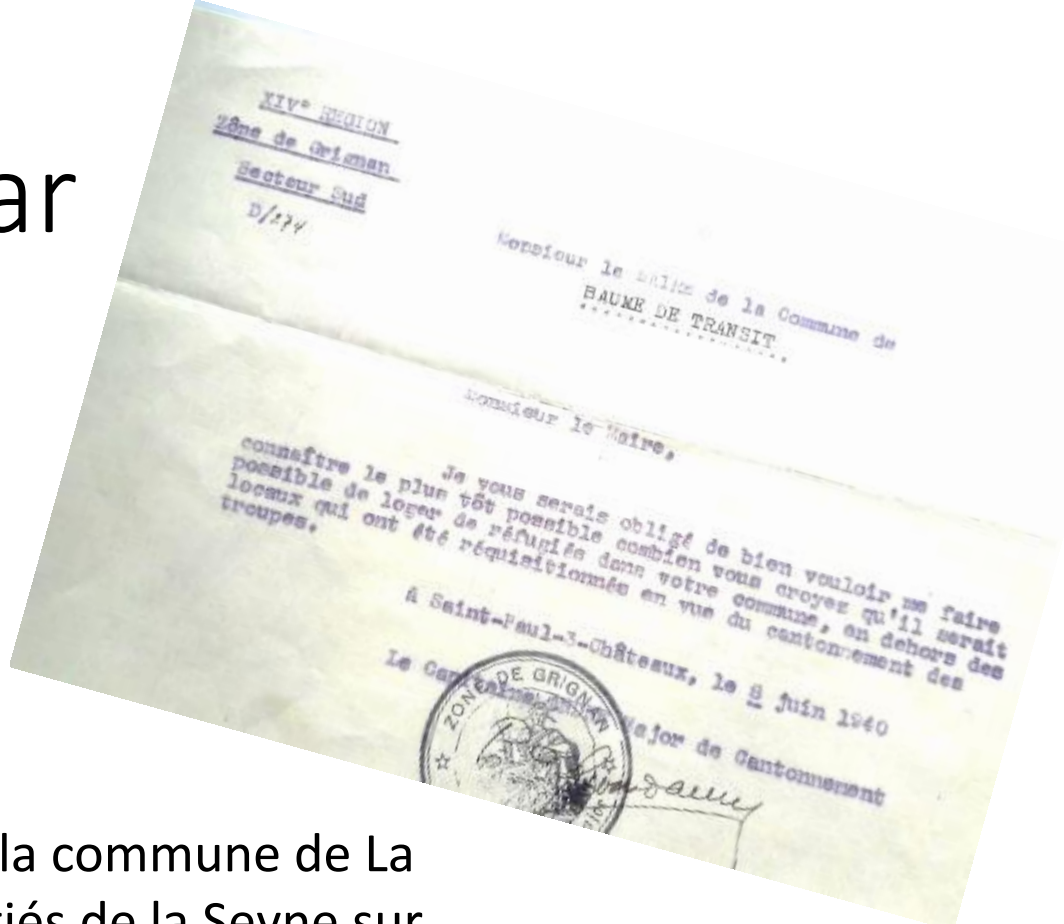 ar
XIV° REGION
Zône de Grignan
Secteur Sud
D/274
Monsieur le MAIRE de la Commune de
BAUME DE TRANSIT
Monsieur le Maire,
Je vous serais obligé de bien vouloir me faire
connaître le plus tôt possible combien vous croyez qu'il serait
possible de loger de réfugiés dans votre commune, en dehors des
locaux qui ont été réquisitionnés en vue du cantonnement des
troupes.
A Saint-Paul-3-Châteaux, le 8 juin 1940
Le Capitaine Major de Cantonnement
ZONE DE GRIGNAN
la commune de La
iés de la Seyne sur